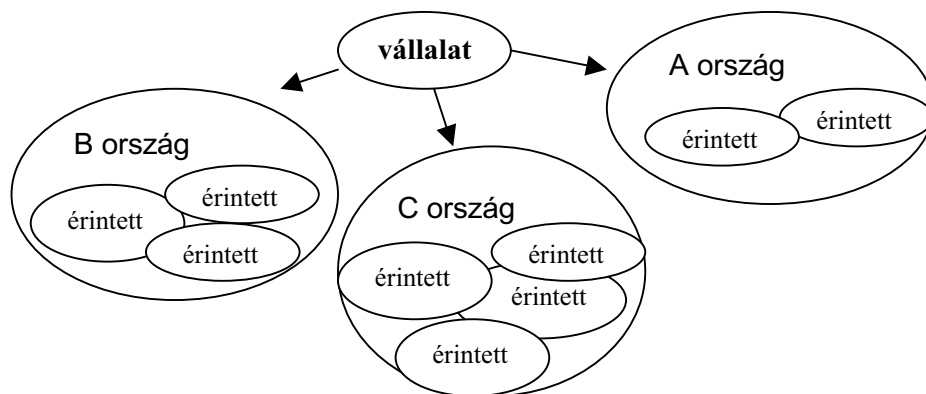 vállalat
A ország
érintett
érintett
B ország
érintett
érintett
érintett
C ország
érintett
érintett
érintett
érintett